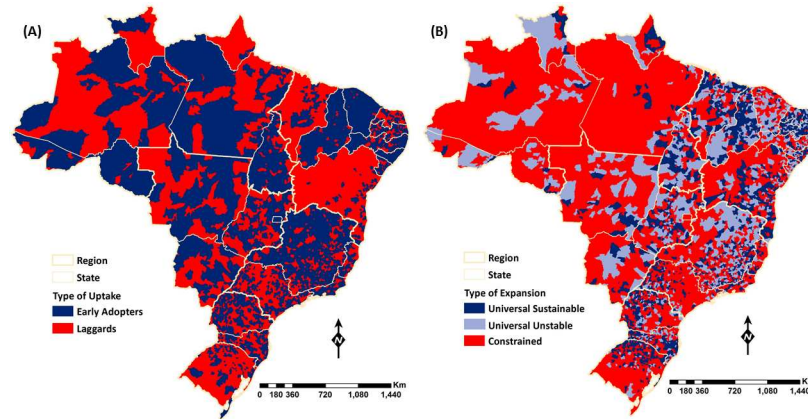 (A)
Region
State
Type of Uptake
Early Adopters
Laggards
N
Km
0 180 360 720 1,080 1,440
(B)
Region
State
Type of Expansion
Universal Sustainable
Universal Unstable
Constrained
N
K
0 180 360 720 1,080 1,440